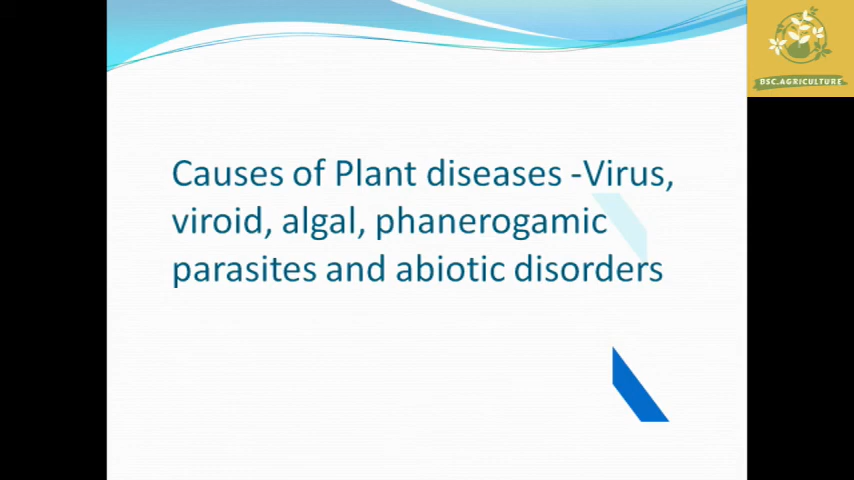 BSC.AGRICULTURE
Causes of Plant diseases -Virus,
viroid, algal, phanerogamic
parasites and abiotic disorders